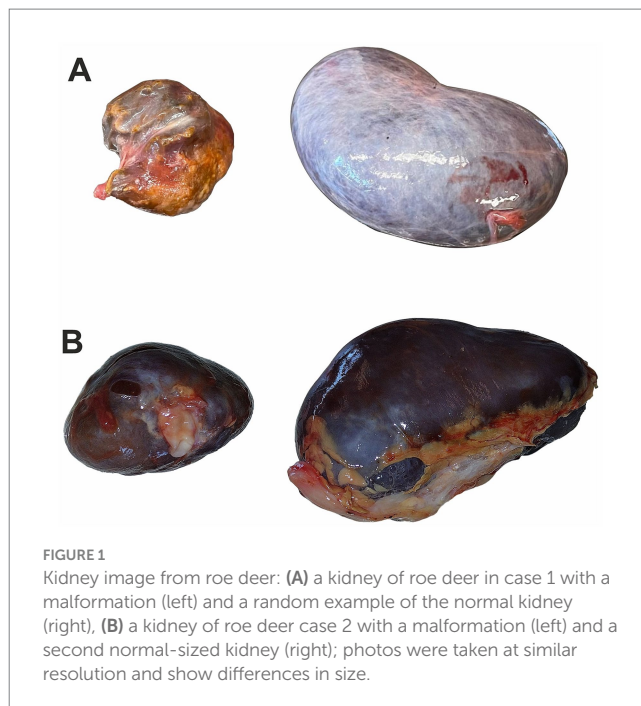 A
B
FIGURE 1
Kidney image from roe deer: (A) a kidney of roe deer in case 1 with a
malformation (left) and a random example of the normal kidney
(right), (B) a kidney of roe deer case 2 with a malformation (left) and a
second normal-sized kidney (right); photos were taken at similar
resolution and show differences in size.